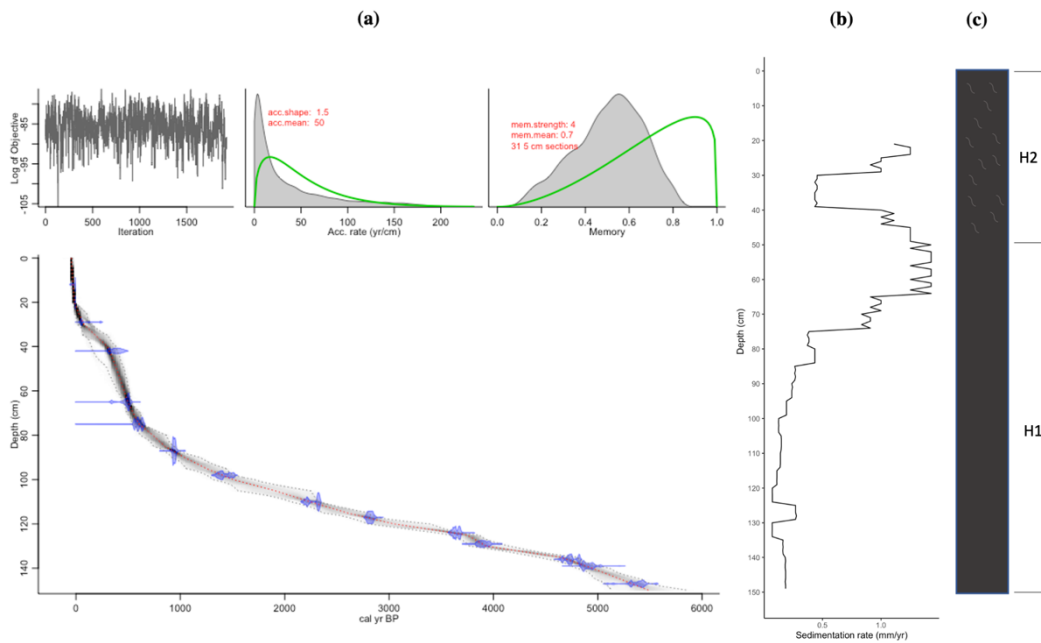 (a)
(b)
(c)
Log of Objective
-85
-95
-105
0
500
1000
1500
Iteration
acc.shape: 1.5
acc.mean: 50
0
50
100
150
200
Acc. rate (yr/cm)
mem.strength: 4
mem.mean: 0.7
31 5 cm sections
0.0
0.2
0.4
0.6
0.8
1.0
Memory
Depth (cm)
0
20
40
60
80
100
120
140
0
1000
2000
3000
4000
5000
6000
cal yr BP
Depth (cm)
0
10
20
30
40
50
60
70
80
90
100
110
120
130
140
150
0.5
1.0
Sedimentation rate (mm/yr)
H2
H1